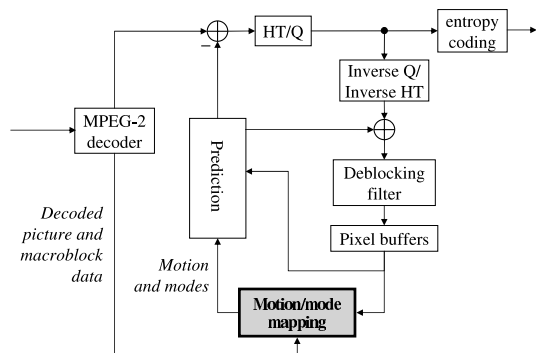 HT/Q
entropy
coding
Inverse Q/
Inverse HT
MPEG-2
decoder
Prediction
Deblocking
filter
Pixel buffers
Decoded
picture and
macroblock
data
Motion
and modes
Motion/mode
mapping